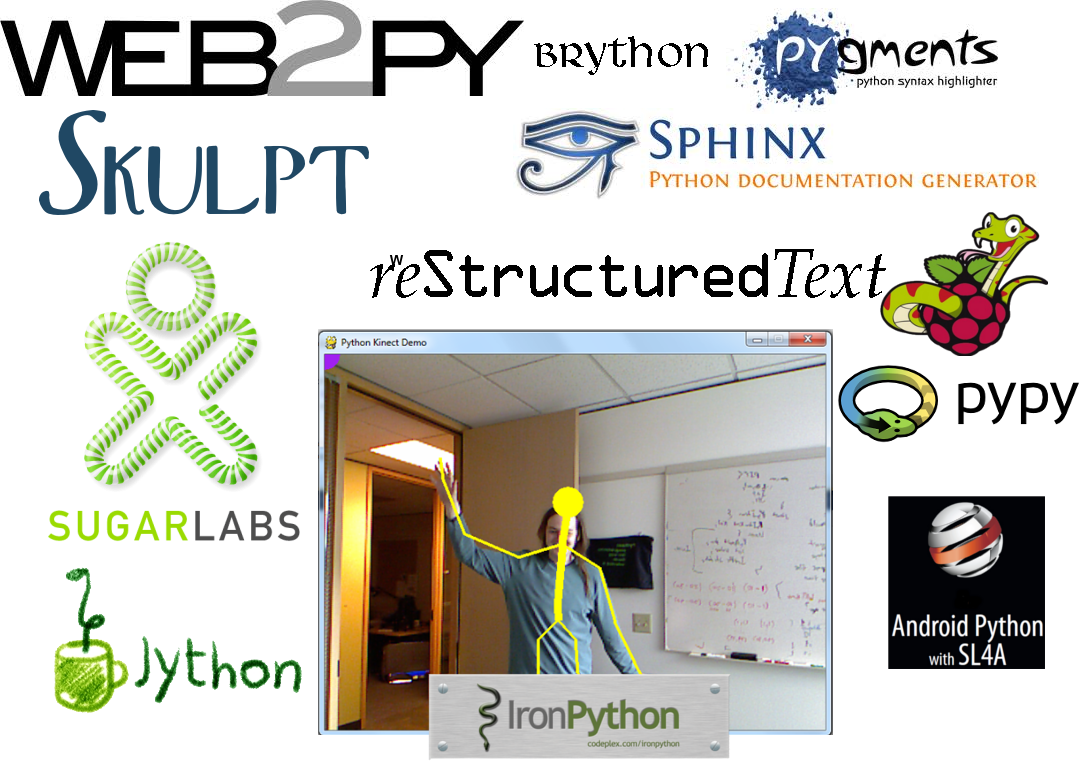 WEB2PY
BRython
pygments
python syntax highlighter
SKULPT
SPHINX
PYTHON DOCUMENTATION GENERATOR
reStructuredText
w
Python Kinect Demo
pypy
SUGARLABS
Jython
Android Python
with SL4A
IronPython
codeplex.com/ironpython